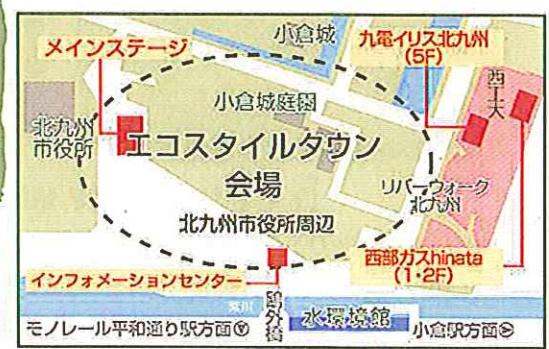 メインステージ
小倉城
九電イリス北九州
(5F)
西工大
小倉城庭園
北九州
市役所
エコスタイルタウン
会場
リバーウォーク
北九州
北九州市役所周辺
西部ガスhinata
(1・2F)
インフォメーションセンター
紫川
鴎外橋
水環境館
モノレール平和通り駅方面
小倉駅方面